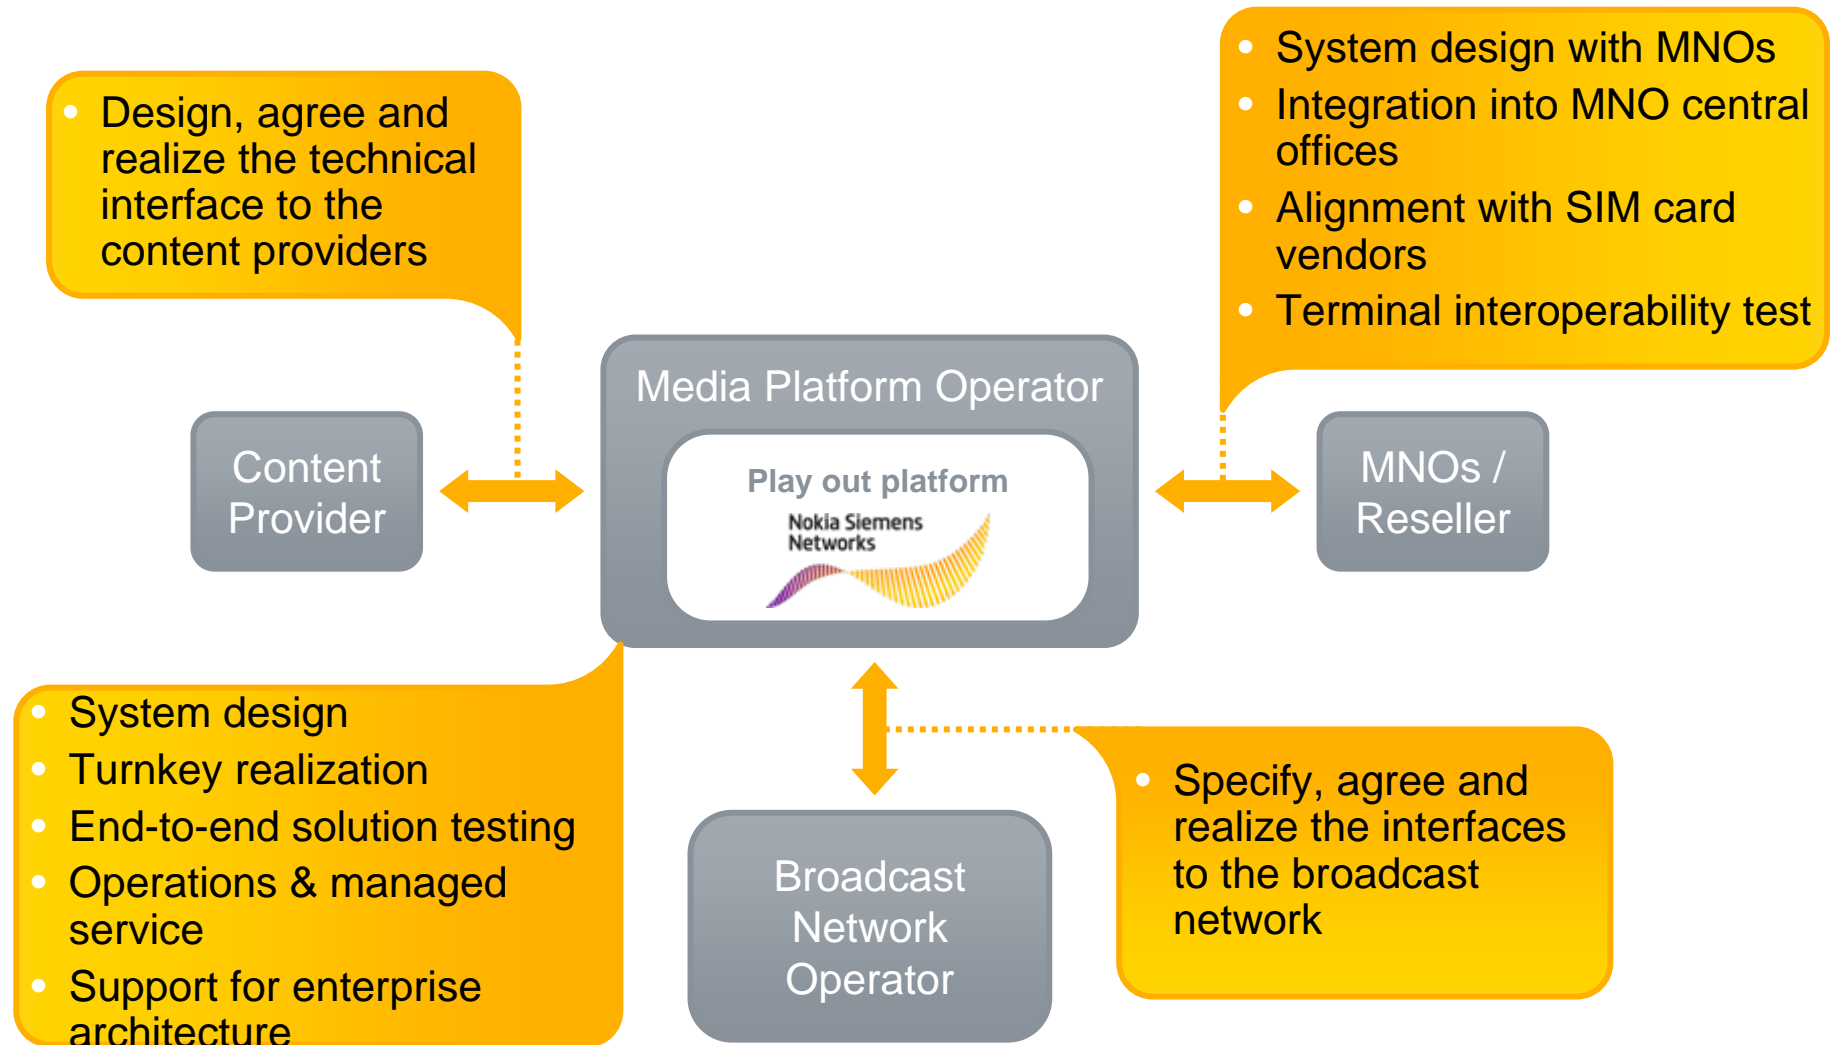 • Design, agree and
realize the technical
interface to the
content providers
• System design with MNOs
• Integration into MNO central
offices
• Alignment with SIM card
vendors
• Terminal interoperability test
Media Platform Operator
Play out platform
Nokia Siemens
Networks
Content
Provider
MNOs /
Reseller
• System design
• Turnkey realization
• End-to-end solution testing
• Operations & managed
service
• Support for enterprise
architecture
Broadcast
Network
Operator
• Specify, agree and
realize the interfaces
to the broadcast
network